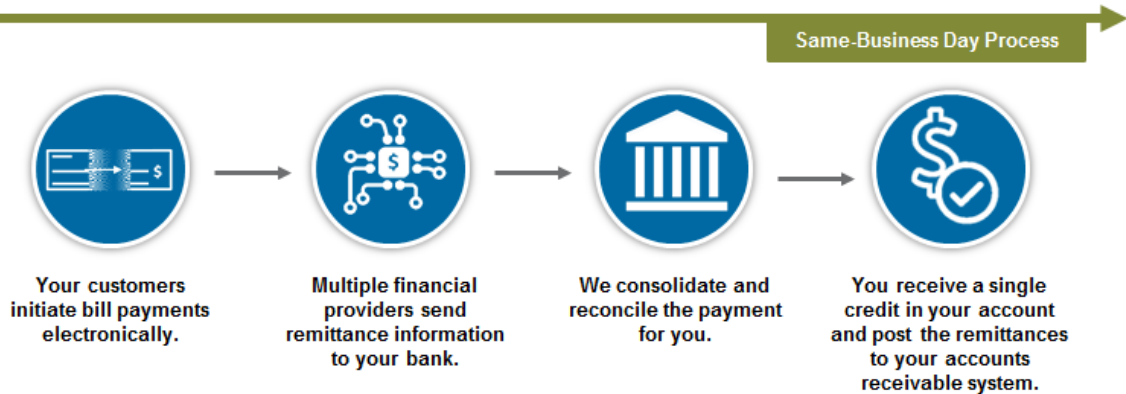 Same-Business Day Process
$
$
Your customers
initiate bill payments
electronically.
Multiple financial
providers send
remittance information
to your bank.
We consolidate and
reconcile the payment
for you.
You receive a single
credit in your account
and post the remittances
to your accounts
receivable system.